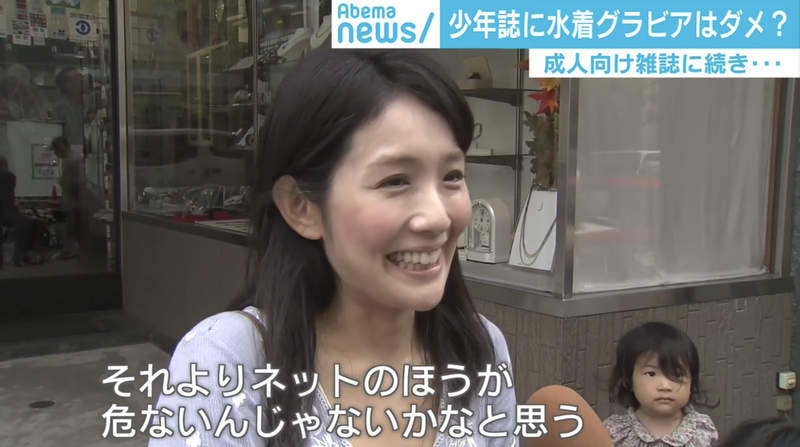 Abema
news/
少年誌に水着グラビアはダメ？
成人向け雑誌に続き・・・
それよりネットのほうが
危ないんじゃないかなと思う